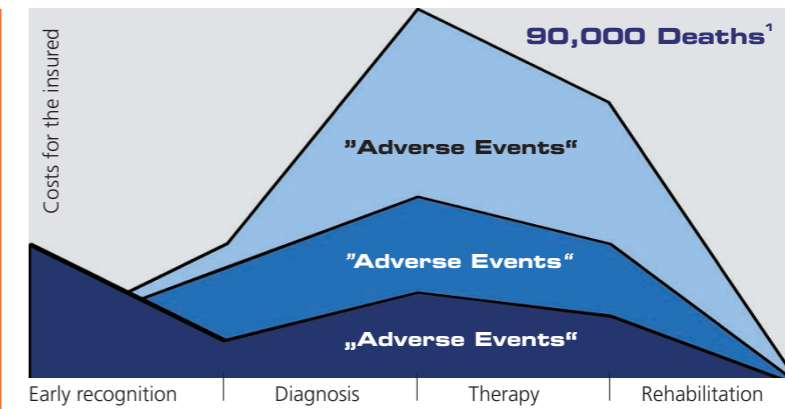 90,000 Deaths¹
Costs for the insured
”Adverse Events“
”Adverse Events“
„Adverse Events“
Early recognition
Diagnosis
Therapy
Rehabilitation